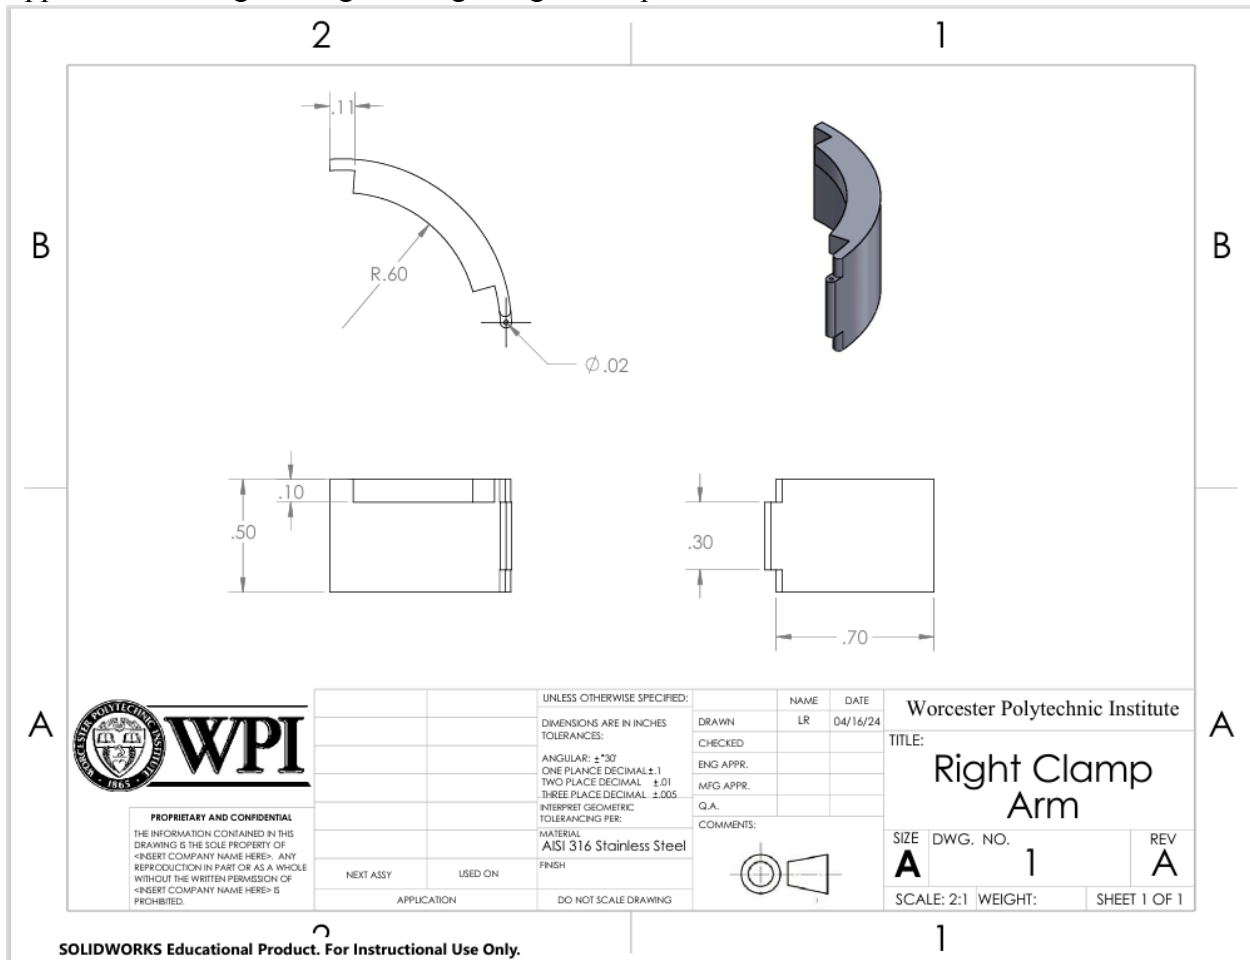 2 1
.11
B B
R.60
Ø.02
.10
.50
.30
.70
A A
WORCESTER POLYTECHNIC INSTITUTE
1865
WPI
PROPRIETARY AND CONFIDENTIAL
THE INFORMATION CONTAINED IN THIS
DRAWING IS THE SOLE PROPERTY OF
<INSERT COMPANY NAME HERE>. ANY
REPRODUCTION IN PART OR AS A WHOLE
WITHOUT THE WRITTEN PERMISSION OF
<INSERT COMPANY NAME HERE> IS
PROHIBITED.
NEXT ASSY USED ON
APPLICATION
UNLESS OTHERWISE SPECIFIED:
DIMENSIONS ARE IN INCHES
TOLERANCES:
ANGULAR: ±°30'
ONE PLANCE DECIMAL ±.1
TWO PLACE DECIMAL ±.01
THREE PLACE DECIMAL ±.005
INTERPRET GEOMETRIC
TOLERANCING PER:
MATERIAL
AISI 316 Stainless Steel
FINISH
DO NOT SCALE DRAWING
NAME DATE
DRAWN LR 04/16/24
CHECKED
ENG APPR.
MFG APPR.
Q.A.
COMMENTS:
Worcester Polytechnic Institute
TITLE:
Right Clamp
Arm
SIZE DWG. NO. REV
A 1 A
SCALE: 2:1 WEIGHT: SHEET 1 OF 1
1
SOLIDWORKS Educational Product. For Instructional Use Only.